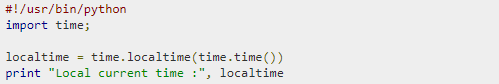 #!/usr/bin/python
import time;
localtime = time.localtime(time.time())
print "Local current time :", localtime